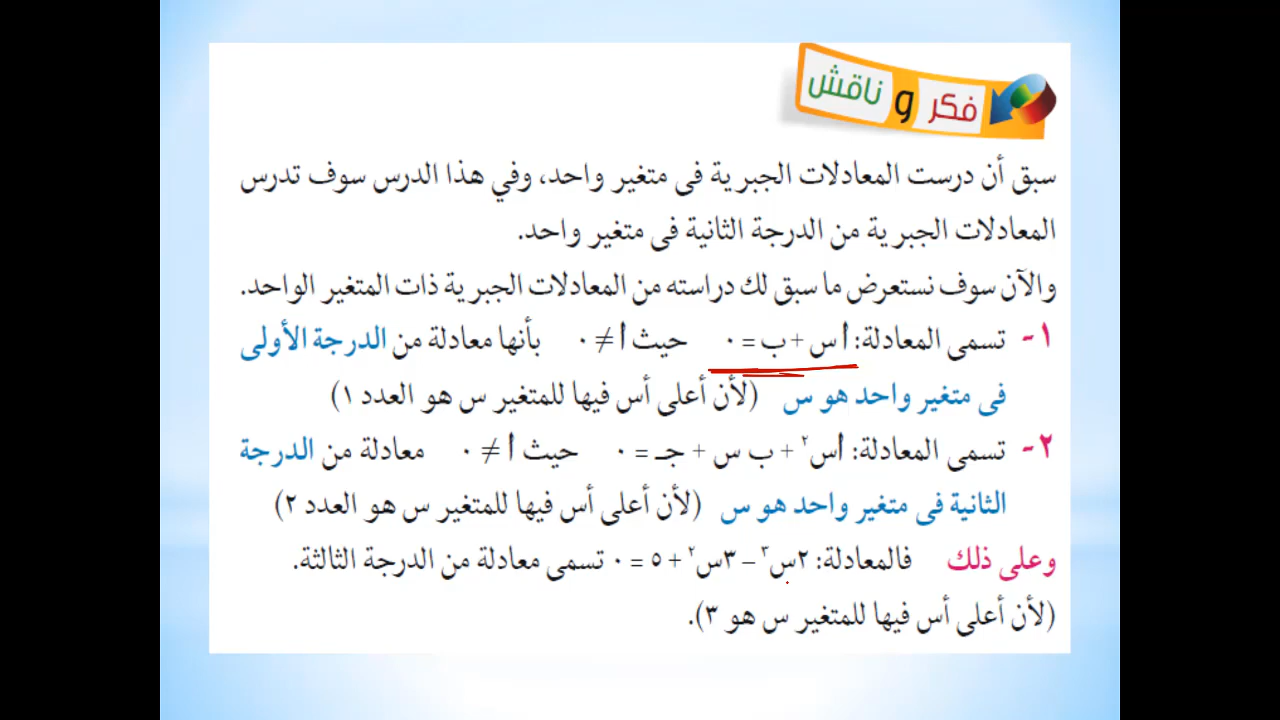 فكر و ناقش
سبق أن درست المعادلات الجبرية فى متغير واحد، وفي هذا الدرس سوف تدرس
المعادلات الجبرية من الدرجة الثانية فى متغير واحد.
والآن سوف نستعرض ما سبق لك دراسته من المعادلات الجبرية ذات المتغير الواحد.
١- تسمى المعادلة: أ س + ب = ٠ حيث أ ≠ ٠ بأنها معادلة من الدرجة الأولى
فى متغير واحد هو س (لأن أعلى أس فيها للمتغير س هو العدد ١)
٢- تسمى المعادلة: أس٢ + ب س + جـ = ٠ حيث أ ≠ ٠ معادلة من الدرجة
الثانية فى متغير واحد هو س (لأن أعلى أس فيها للمتغير س هو العدد ٢)
وعلى ذلك فالمعادلة: ٢س٣ – ٣س٢ + ٥ = ٠ تسمى معادلة من الدرجة الثالثة.
(لأن أعلى أس فيها للمتغير س هو ٣).